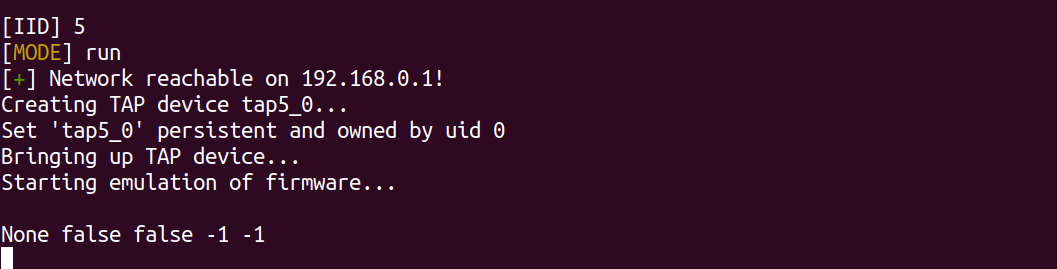 [IID] 5
[MODE] run
[+] Network reachable on 192.168.0.1!
Creating TAP device tap5_0...
Set 'tap5_0' persistent and owned by uid 0
Bringing up TAP device...
Starting emulation of firmware...
None false false -1 -1